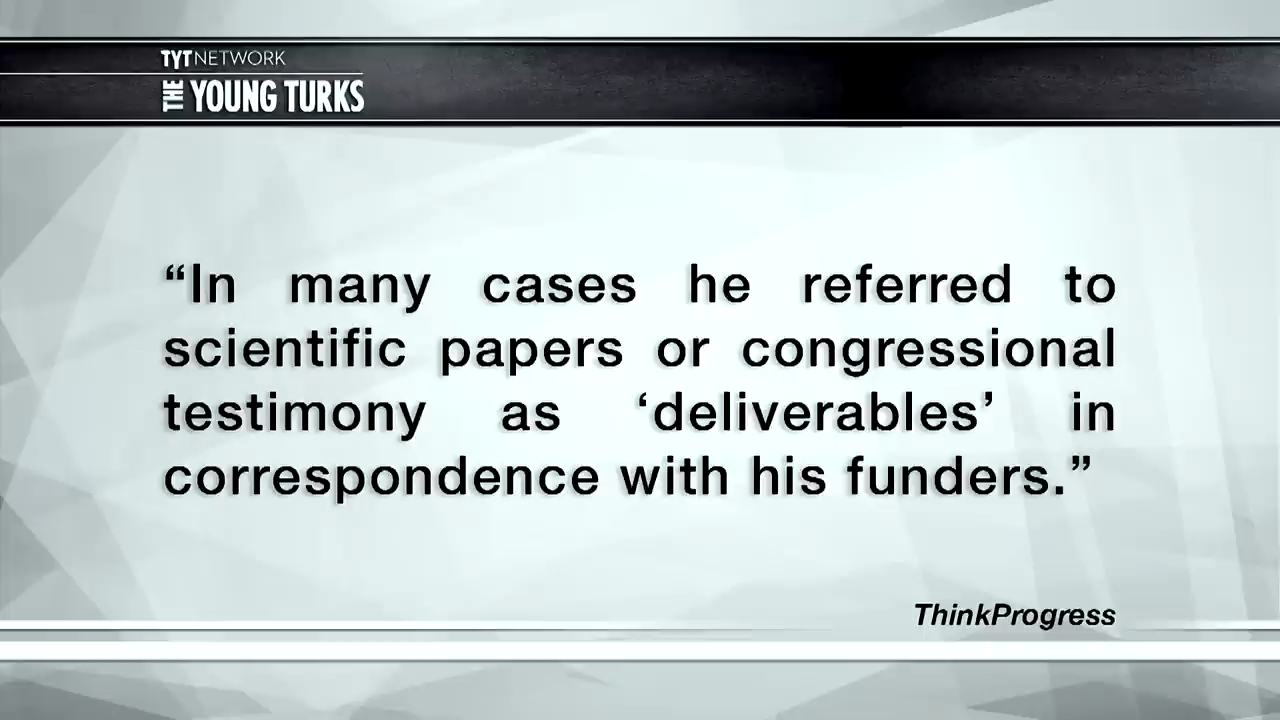 TYTNETWORK
THE YOUNG TURKS
“In many cases he referred to
scientific papers or congressional
testimony as ‘deliverables’ in
correspondence with his funders.”
ThinkProgress